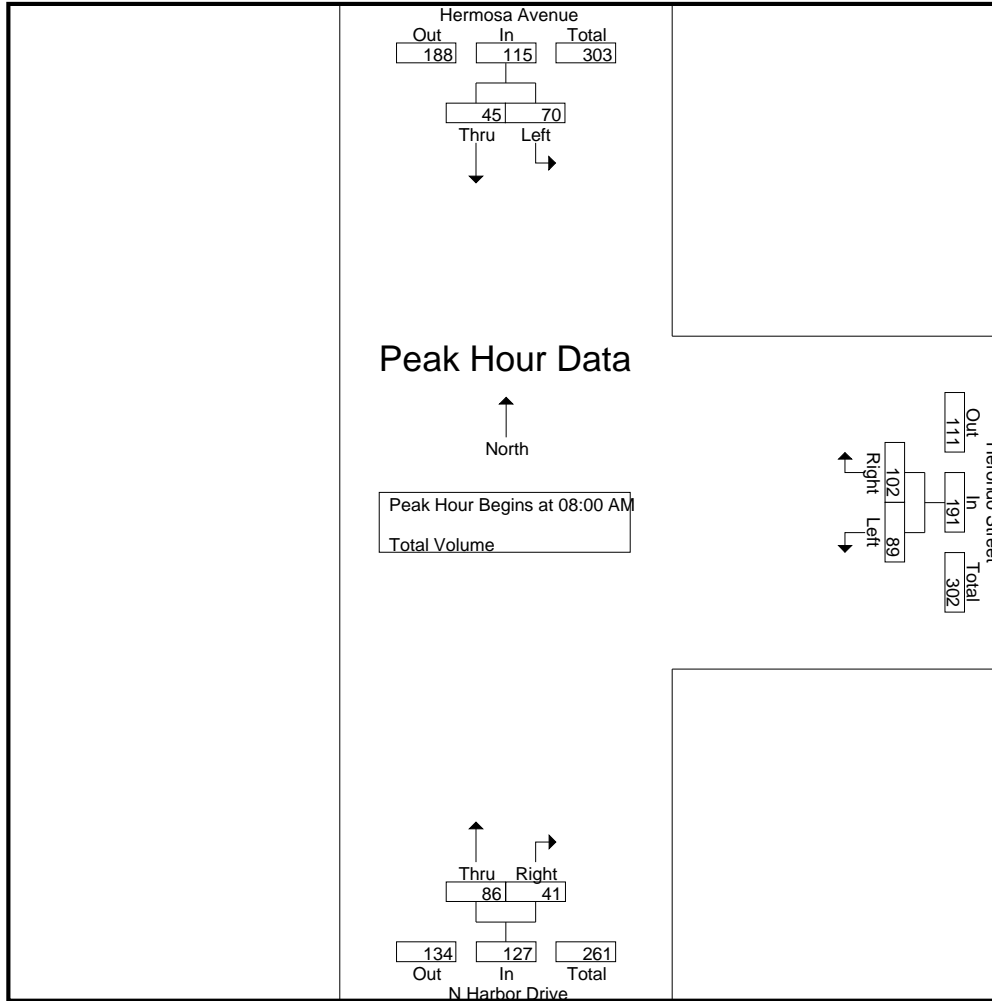 Hermosa Avenue
Out In Total
188 115 303
45 70
Thru Left
Peak Hour Data
North
Peak Hour Begins at 08:00 AM
Total Volume
Out In Total
111 191 302
Right Left
102 89
Thru Right
86 41
134 127 261
Out In Total
N Harbor Drive